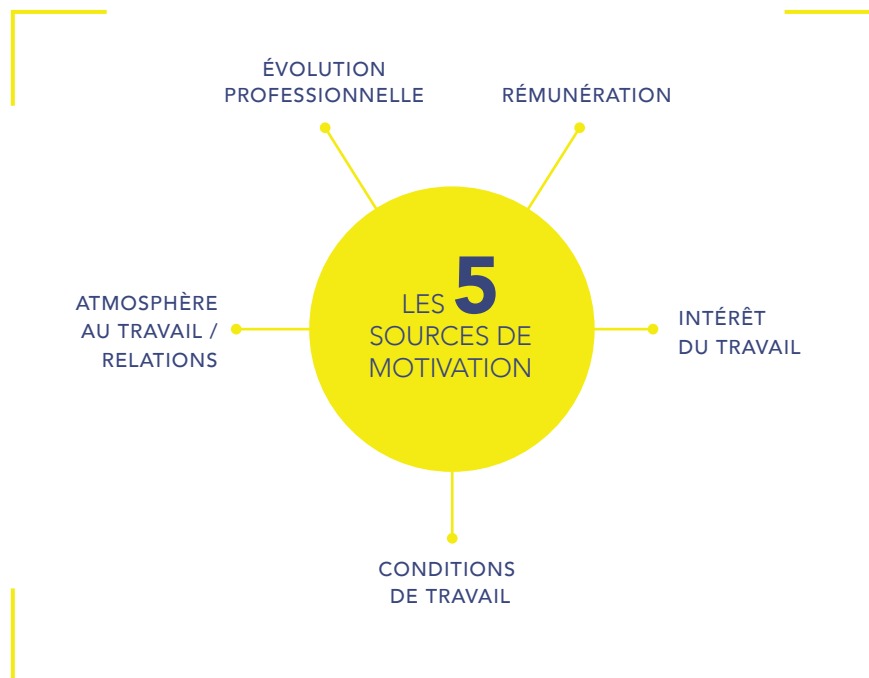 ÉVOLUTION
PROFESSIONNELLE
RÉMUNÉRATION
LES 5
SOURCES DE
MOTIVATION
ATMOSPHÈRE
AU TRAVAIL /
RELATIONS
INTÉRÊT
DU TRAVAIL
CONDITIONS
DE TRAVAIL